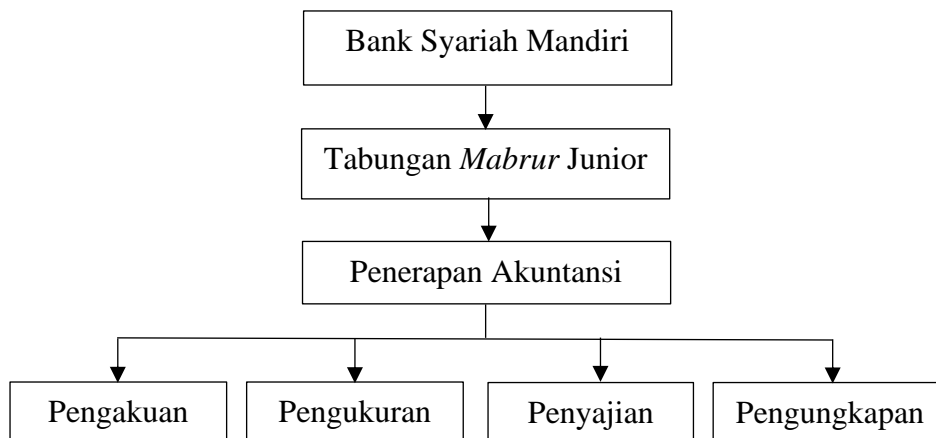 Bank Syariah Mandiri
Tabungan Mabrur Junior
Penerapan Akuntansi
Pengakuan
Pengukuran
Penyajian
Pengungkapan